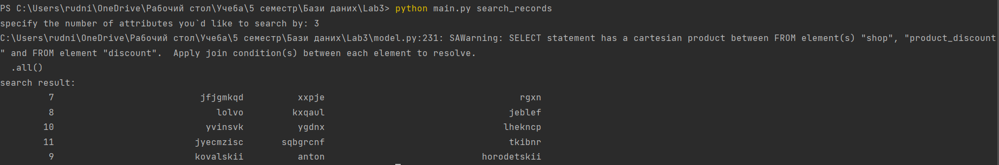 PS C:\Users\rudni\OneDrive\Рабочий стол\Учеба\5 семестр\Бази даних\Lab3> python main.py search_records
specify the number of attributes you`d like to search by: 3
C:\Users\rudni\OneDrive\Рабочий стол\Учеба\5 семестр\Бази даних\Lab3\model.py:231: SAWarning: SELECT statement has a cartesian product between FROM element(s) "shop", "product_discount
" and FROM element "discount".  Apply join condition(s) between each element to resolve.
  .all()
search result:
         7                           jfjgmkqd          xxpje                                    rgxn
         8                              lolvo         kxqaul                                  jeblef
        10                            yvinsvk          ygdnx                                 lhekncp
        11                          jyecmzisc       sqbgrcnf                                  tkibnr
         9                          kovalskii          anton                             horodetskii